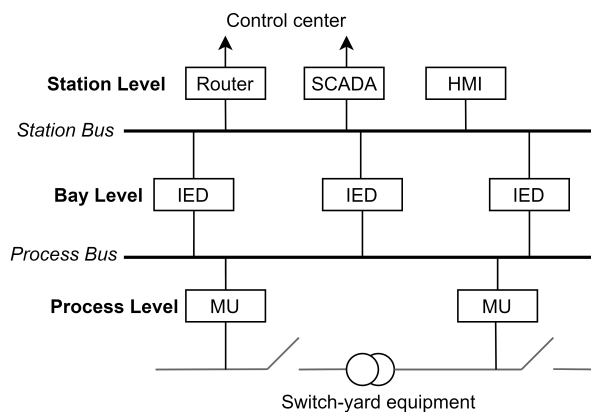 Control center
Station Level
Router
SCADA
HMI
Station Bus
Bay Level
IED
IED
IED
Process Bus
Process Level
MU
MU
Switch-yard equipment